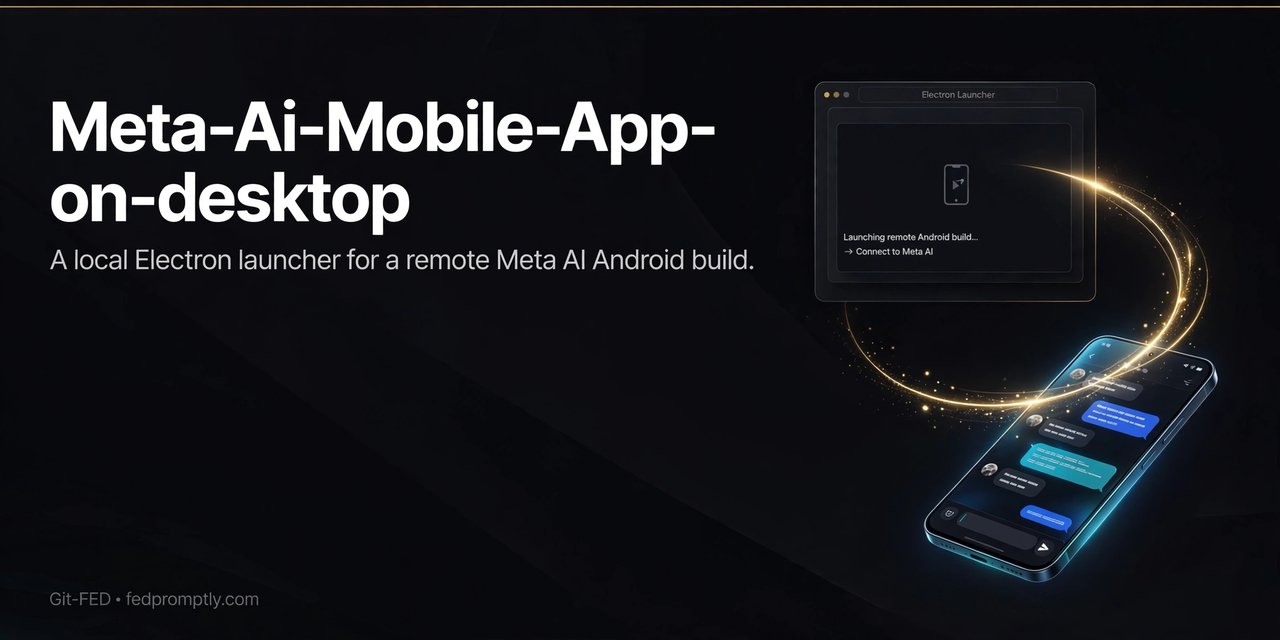 Meta-Ai-Mobile-App-
on-desktop
A local Electron launcher for a remote Meta AI Android build.
Electron Launcher
Launching remote Android build...
→ Connect to Meta AI
Git-FED • fedpromptly.com